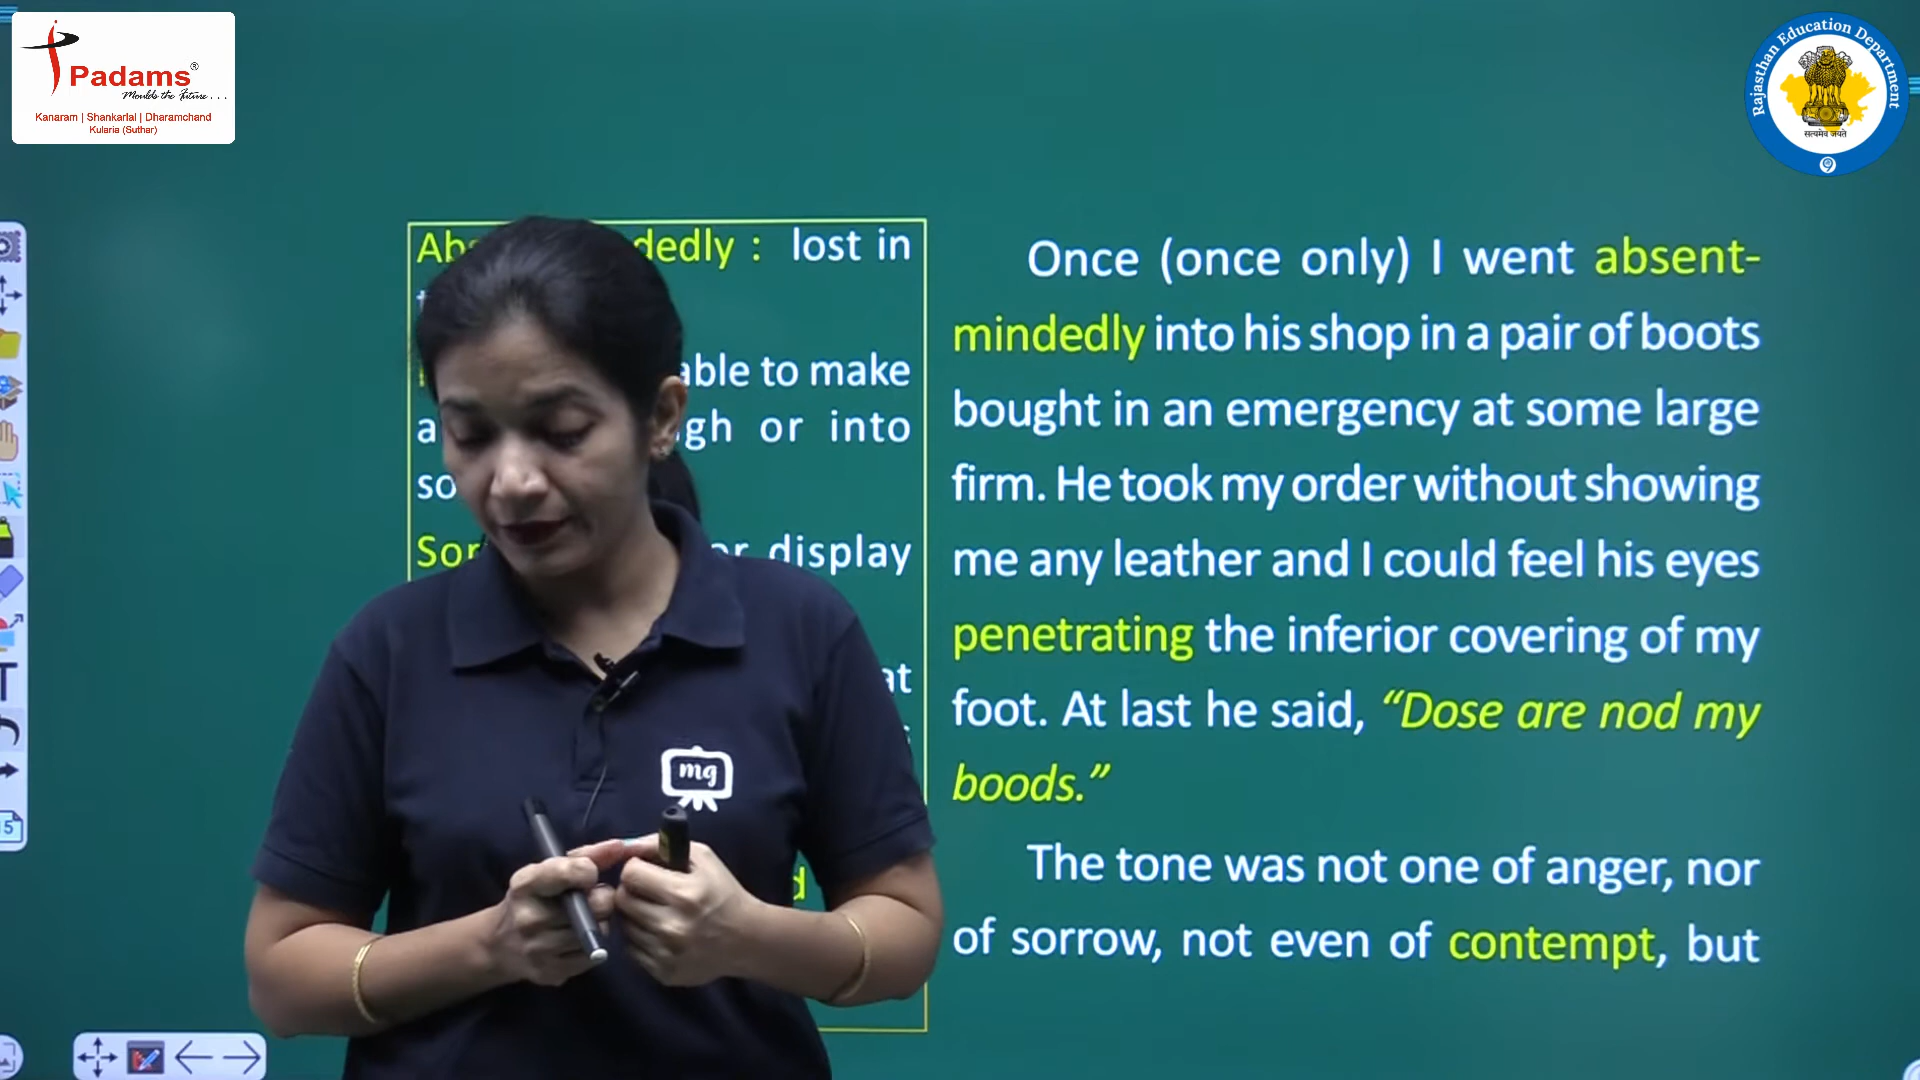 Padams®
Moulds the Future...
Kanaram | Shankarlal | Dharamchand
Kularia (Suthar)
Rajasthan Education Department
सत्यमेव जयते
dedly : lost in
able to make
a gh or into
so
Sor or display
at
d
Once (once only) I went absent-
mindedly into his shop in a pair of boots
bought in an emergency at some large
firm. He took my order without showing
me any leather and I could feel his eyes
penetrating the inferior covering of my
foot. At last he said, “Dose are nod my
boods.”
The tone was not one of anger, nor
of sorrow, not even of contempt, but
mg
15